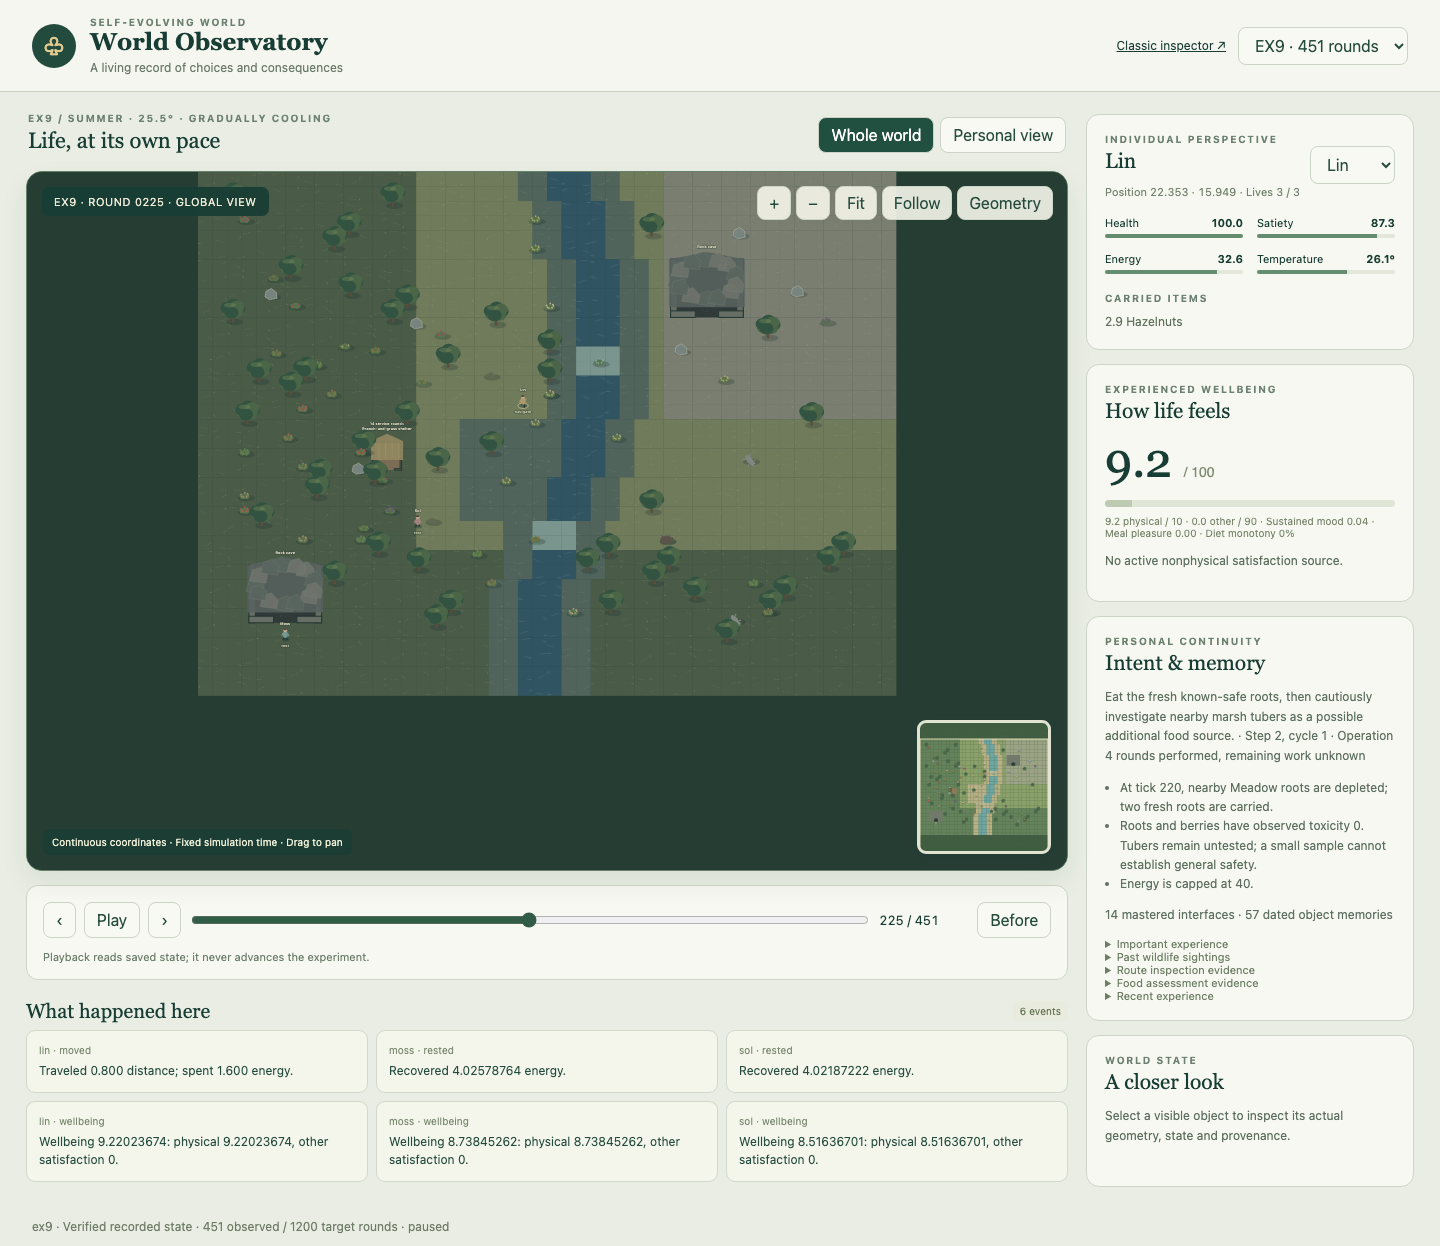 SELF-EVOLVING WORLD
World Observatory
A living record of choices and consequences
Classic inspector ↗
EX9 · 451 rounds
EX9 / SUMMER · 25.5° · GRADUALLY COOLING
Life, at its own pace
Whole world
Personal view
EX9 · ROUND 0225 · GLOBAL VIEW
+
−
Fit
Follow
Geometry
Rock cave
Lin
Sol
Rock cave
Moss
rest
Continuous coordinates · Fixed simulation time · Drag to pan
‹
Play
›
225 / 451
Before
Playback reads saved state; it never advances the experiment.
What happened here
6 events
lin · moved
Traveled 0.800 distance; spent 1.600 energy.
moss · rested
Recovered 4.02578764 energy.
sol · rested
Recovered 4.02187222 energy.
lin · wellbeing
Wellbeing 9.22023674: physical 9.22023674, other
satisfaction 0.
moss · wellbeing
Wellbeing 8.73845262: physical 8.73845262, other
satisfaction 0.
sol · wellbeing
Wellbeing 8.51636701: physical 8.51636701, other
satisfaction 0.
ex9 · Verified recorded state · 451 observed / 1200 target rounds · paused
INDIVIDUAL PERSPECTIVE
Lin
Lin
Position 22.353 · 15.949 · Lives 3 / 3
Health 100.0
Satiety 87.3
Energy 32.6
Temperature 26.1°
CARRIED ITEMS
2.9 Hazelnuts
EXPERIENCED WELLBEING
How life feels
9.2 / 100
9.2 physical / 10 · 0.0 other / 90 · Sustained mood 0.04 ·
Meal pleasure 0.00 · Diet monotony 0%
No active nonphysical satisfaction source.
PERSONAL CONTINUITY
Intent & memory
Eat the fresh known-safe roots, then cautiously
investigate nearby marsh tubers as a possible
additional food source. · Step 2, cycle 1 · Operation
4 rounds performed, remaining work unknown
• At tick 220, nearby Meadow roots are depleted;
two fresh roots are carried.
• Roots and berries have observed toxicity 0.
Tubers remain untested; a small sample cannot
establish general safety.
• Energy is capped at 40.
14 mastered interfaces · 57 dated object memories
▶ Important experience
▶ Past wildlife sightings
▶ Route inspection evidence
▶ Food assessment evidence
▶ Recent experience
WORLD STATE
A closer look
Select a visible object to inspect its actual
geometry, state and provenance.